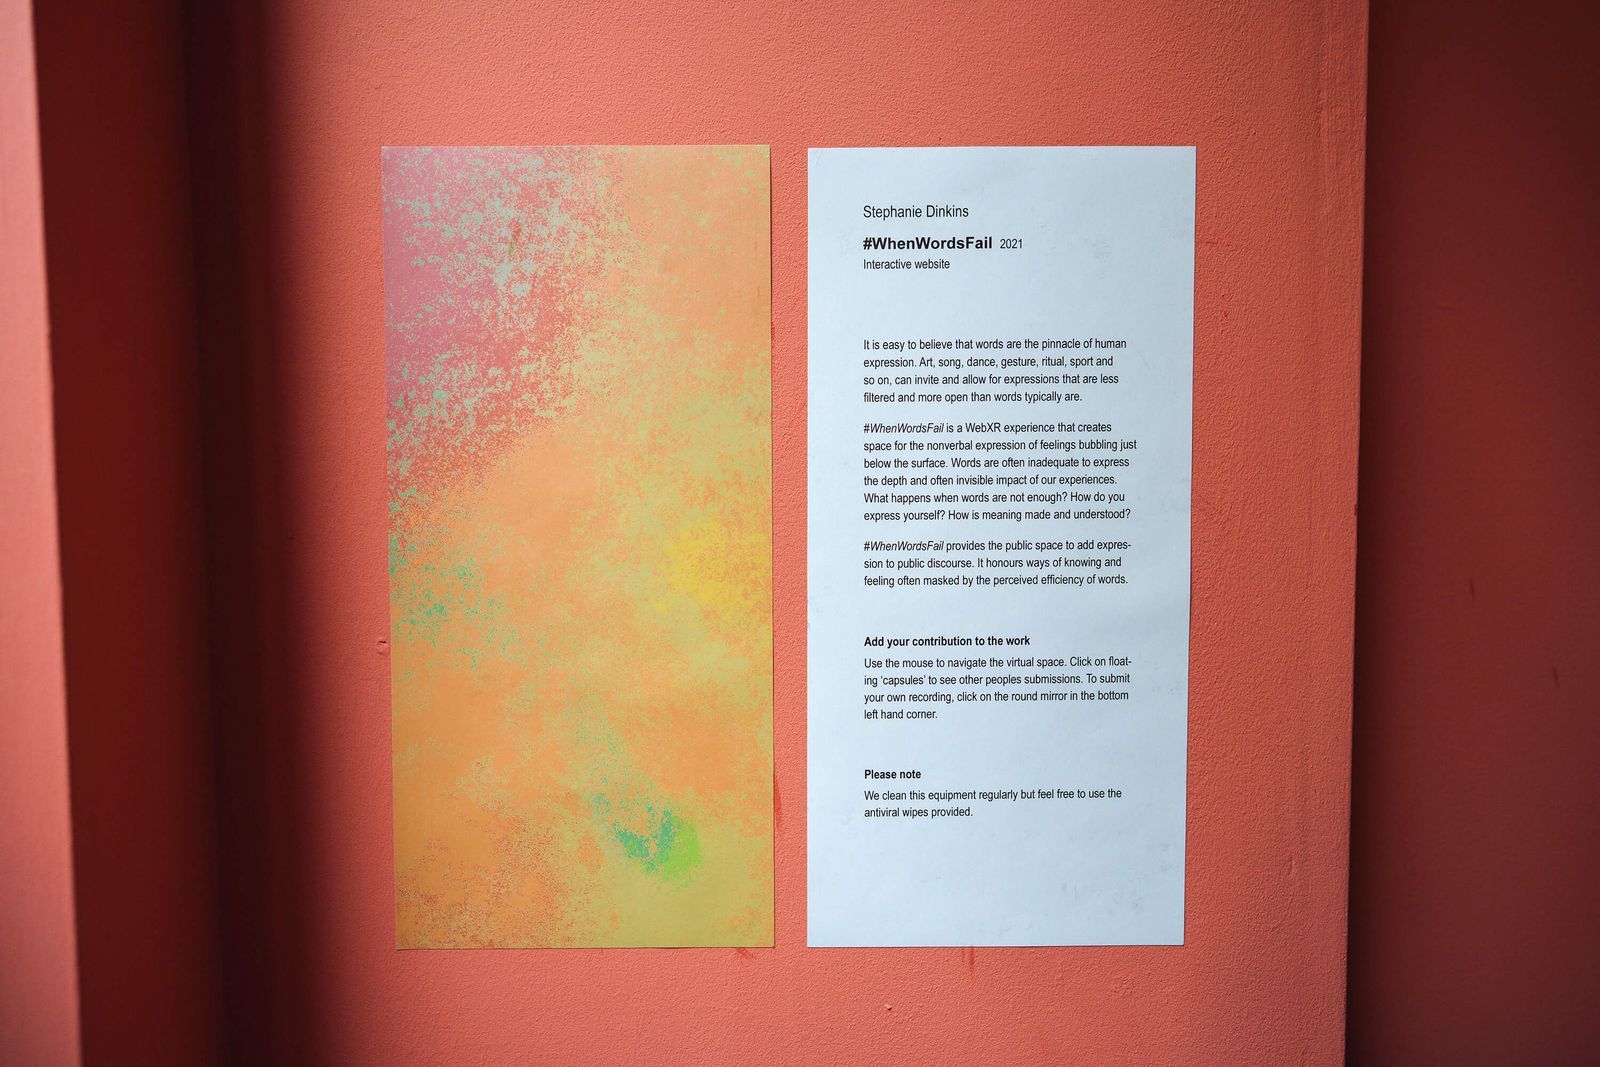 Stephanie Dinkins
#WhenWordsFail 2021
Interactive website
It is easy to believe that words are the pinnacle of human
expression. Art, song, dance, gesture, ritual, sport and
so on, can invite and allow for expressions that are less
filtered and more open than words typically are.
#WhenWordsFail is a WebXR experience that creates
space for the nonverbal expression of feelings bubbling just
below the surface. Words are often inadequate to express
the depth and often invisible impact of our experiences.
What happens when words are not enough? How do you
express yourself? How is meaning made and understood?
#WhenWordsFail provides the public space to add expres-
sion to public discourse. It honours ways of knowing and
feeling often masked by the perceived efficiency of words.
Add your contribution to the work
Use the mouse to navigate the virtual space. Click on float-
ing ‘capsules’ to see other peoples submissions. To submit
your own recording, click on the round mirror in the bottom
left hand corner.
Please note
We clean this equipment regularly but feel free to use the
antiviral wipes provided.